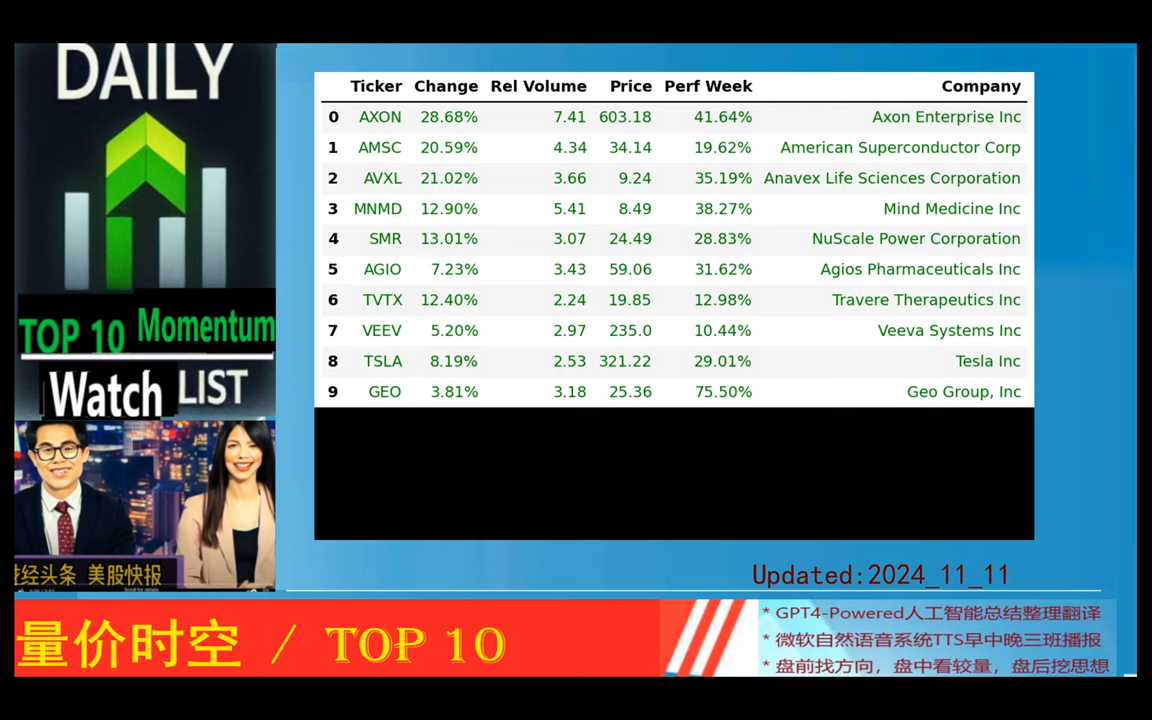 DAILY
TOP 10 Momentum
Watch LIST
经头条 美股快报
Ticker Change Rel Volume Price Perf Week Company
0 AXON 28.68% 7.41 603.18 41.64% Axon Enterprise Inc
1 AMSC 20.59% 4.34 34.14 19.62% American Superconductor Corp
2 AVXL 21.02% 3.66 9.24 35.19% Anavex Life Sciences Corporation
3 MNMD 12.90% 5.41 8.49 38.27% Mind Medicine Inc
4 SMR 13.01% 3.07 24.49 28.83% NuScale Power Corporation
5 AGIO 7.23% 3.43 59.06 31.62% Agios Pharmaceuticals Inc
6 TVTX 12.40% 2.24 19.85 12.98% Travere Therapeutics Inc
7 VEEV 5.20% 2.97 235.0 10.44% Veeva Systems Inc
8 TSLA 8.19% 2.53 321.22 29.01% Tesla Inc
9 GEO 3.81% 3.18 25.36 75.50% Geo Group, Inc
Updated:2024_11_11
量价时空 / TOP 10
* GPT4-Powered人工智能总结整理翻译
* 微软自然语音系统TTS早中晚三班播报
* 盘前找方向，盘中看较量，盘后挖思想